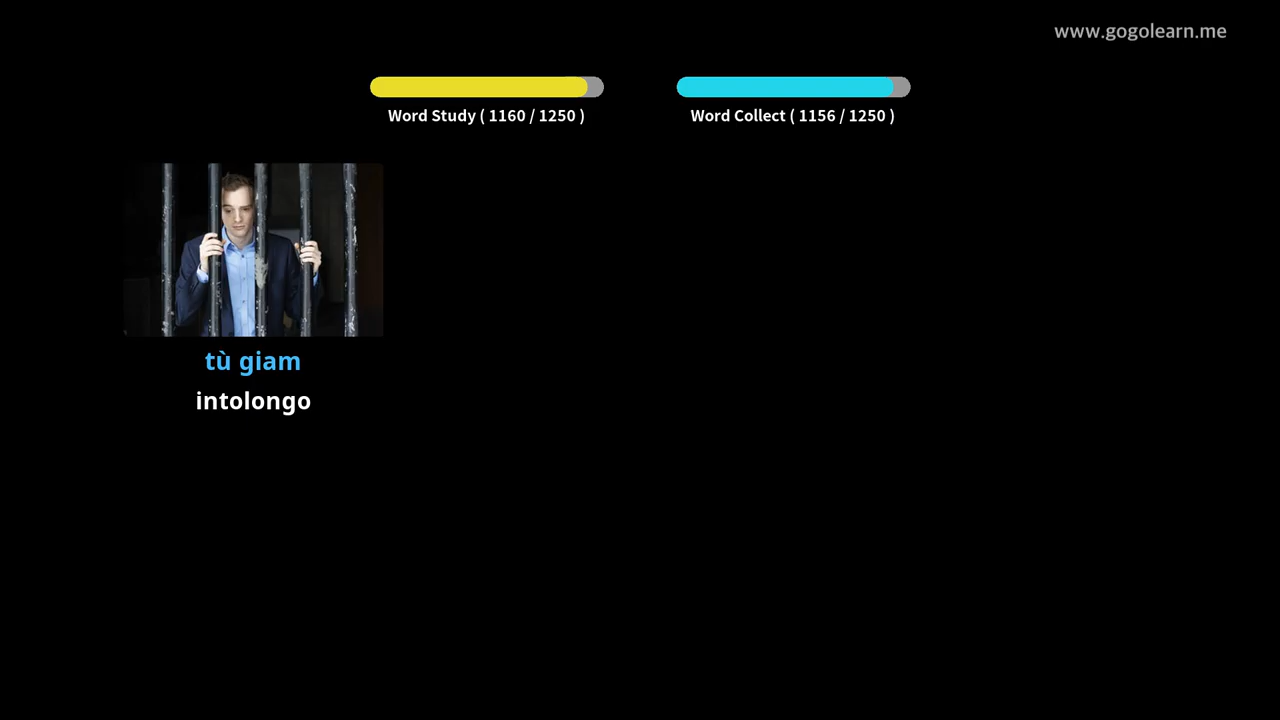 www.gogolearn.me
Word Study ( 1160 / 1250 )
Word Collect ( 1156 / 1250 )
tù giam
intolongo